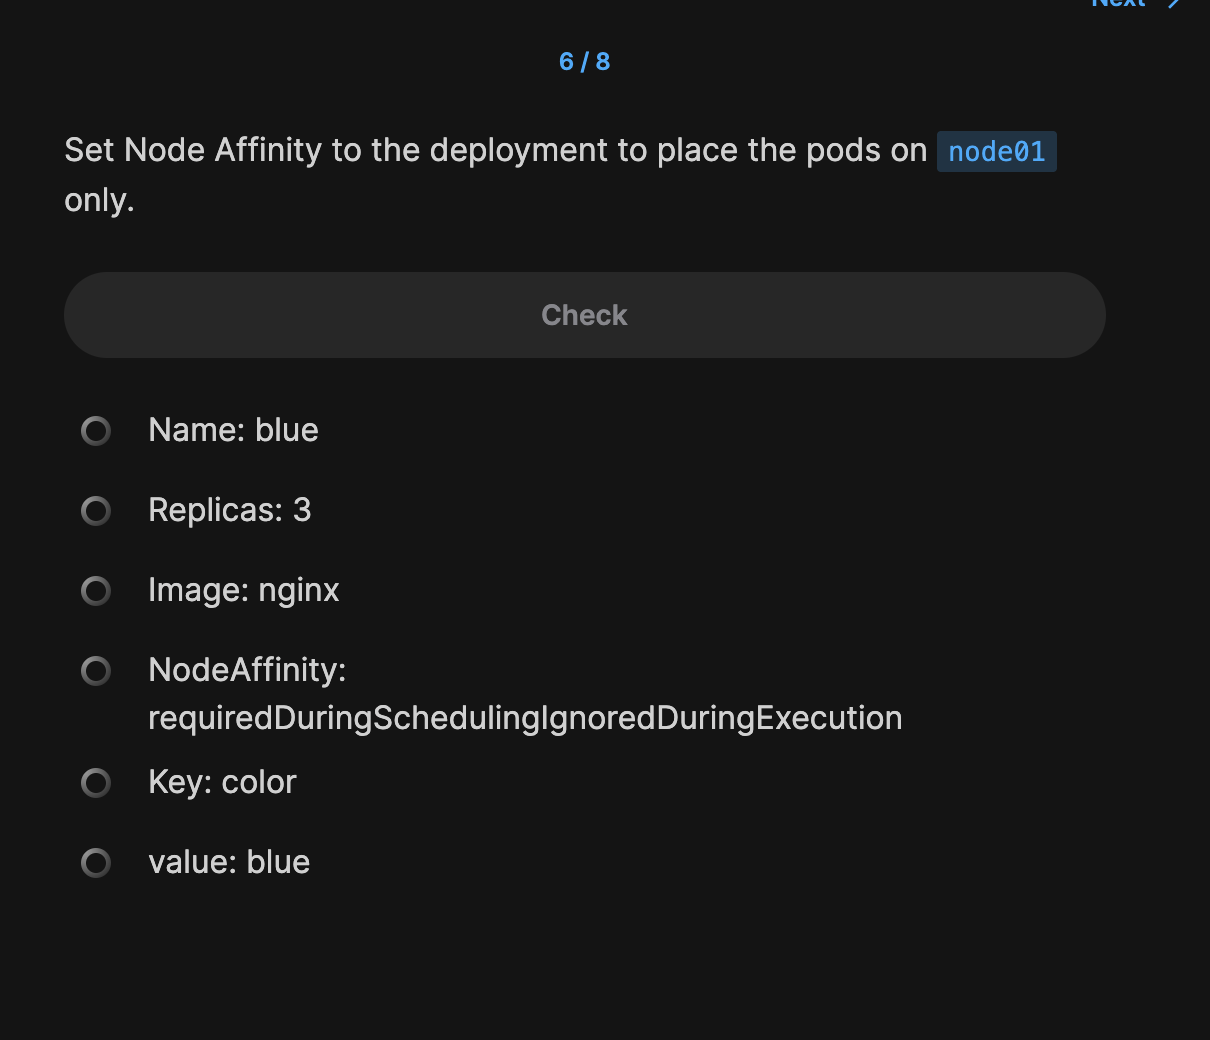 Next
6 / 8
Set Node Affinity to the deployment to place the pods on node01
only.
Check
Name: blue
Replicas: 3
Image: nginx
NodeAffinity:
requiredDuringSchedulingIgnoredDuringExecution
Key: color
value: blue